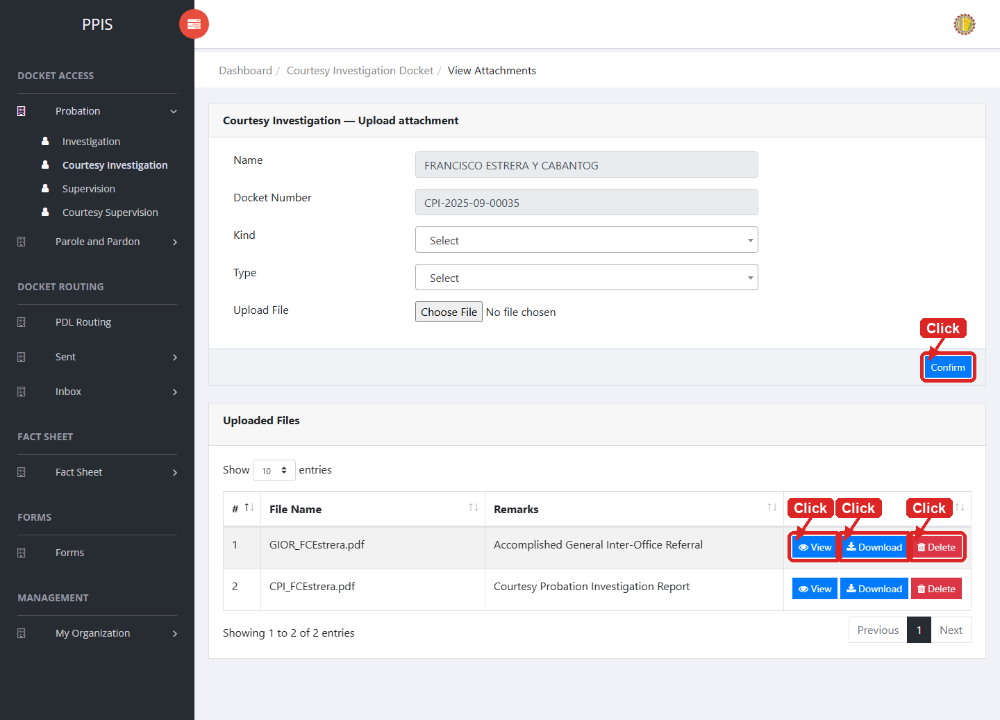 PPIS
DOCKET ACCESS
Probation
Investigation
Courtesy Investigation
Supervision
Courtesy Supervision
Parole and Pardon
DOCKET ROUTING
PDL Routing
Sent
Inbox
FACT SHEET
Fact Sheet
FORMS
Forms
MANAGEMENT
My Organization
Dashboard / Courtesy Investigation Docket / View Attachments
Courtesy Investigation — Upload attachment
Name FRANCISCO ESTRERA Y CABANTOG
Docket Number CPI-2025-09-00035
Kind Select
Type Select
Upload File Choose File No file chosen
Click
Confirm
Uploaded Files
Show 10 entries
# File Name Remarks
Click Click Click
1 GIOR_FCEstrera.pdf Accomplished General Inter-Office Referral View Download Delete
2 CPI_FCEstrera.pdf Courtesy Probation Investigation Report View Download Delete
Showing 1 to 2 of 2 entries
Previous 1 Next